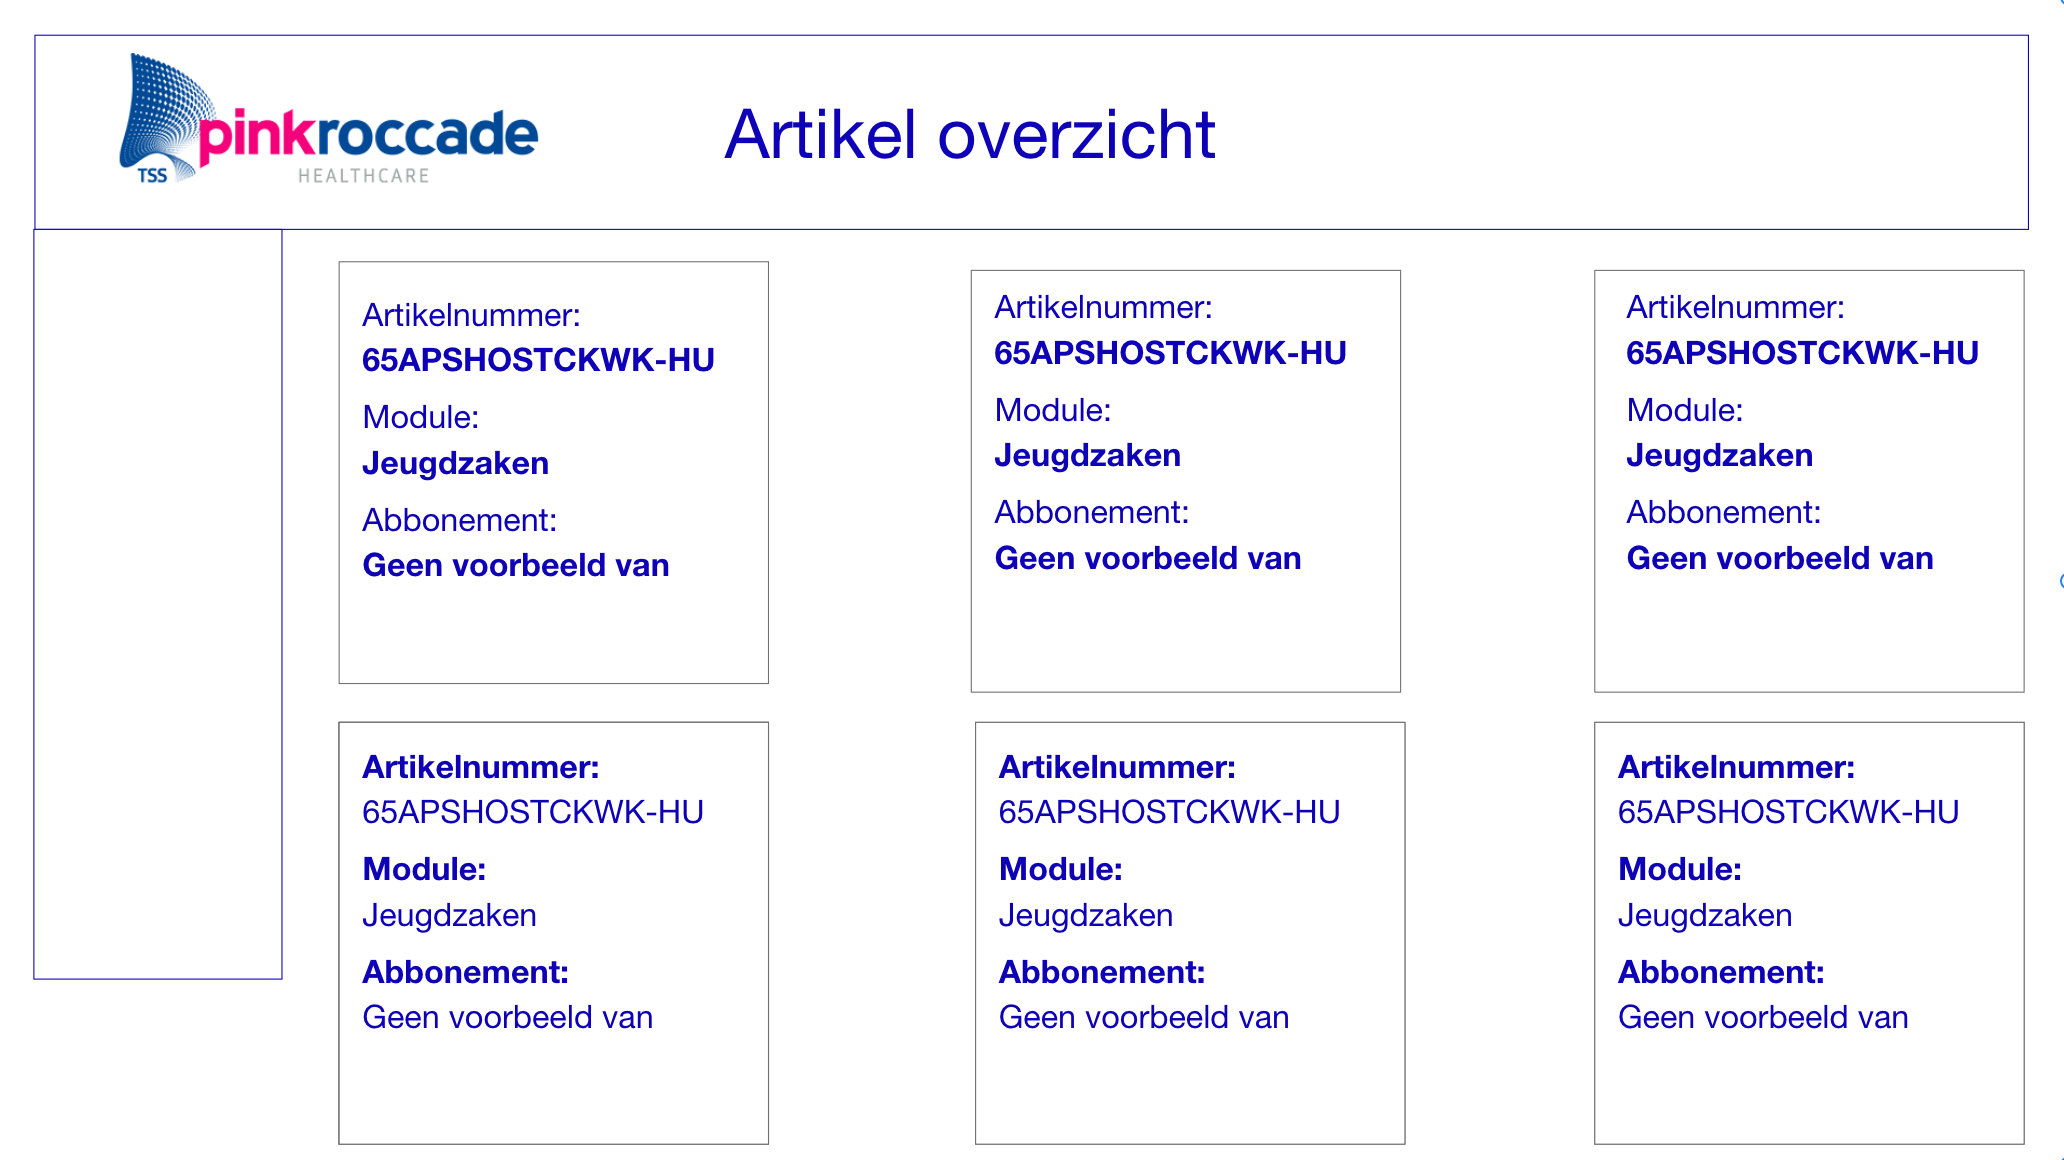 pinkroccade
TSS
HEALTHCARE
Artikel overzicht
Artikelnummer:
65APSHOSTCKWK-HU
Module:
Jeugdzaken
Abbonement:
Geen voorbeeld van
Artikelnummer:
65APSHOSTCKWK-HU
Module:
Jeugdzaken
Abbonement:
Geen voorbeeld van
Artikelnummer:
65APSHOSTCKWK-HU
Module:
Jeugdzaken
Abbonement:
Geen voorbeeld van
Artikelnummer:
65APSHOSTCKWK-HU
Module:
Jeugdzaken
Abbonement:
Geen voorbeeld van
Artikelnummer:
65APSHOSTCKWK-HU
Module:
Jeugdzaken
Abbonement:
Geen voorbeeld van
Artikelnummer:
65APSHOSTCKWK-HU
Module:
Jeugdzaken
Abbonement:
Geen voorbeeld van